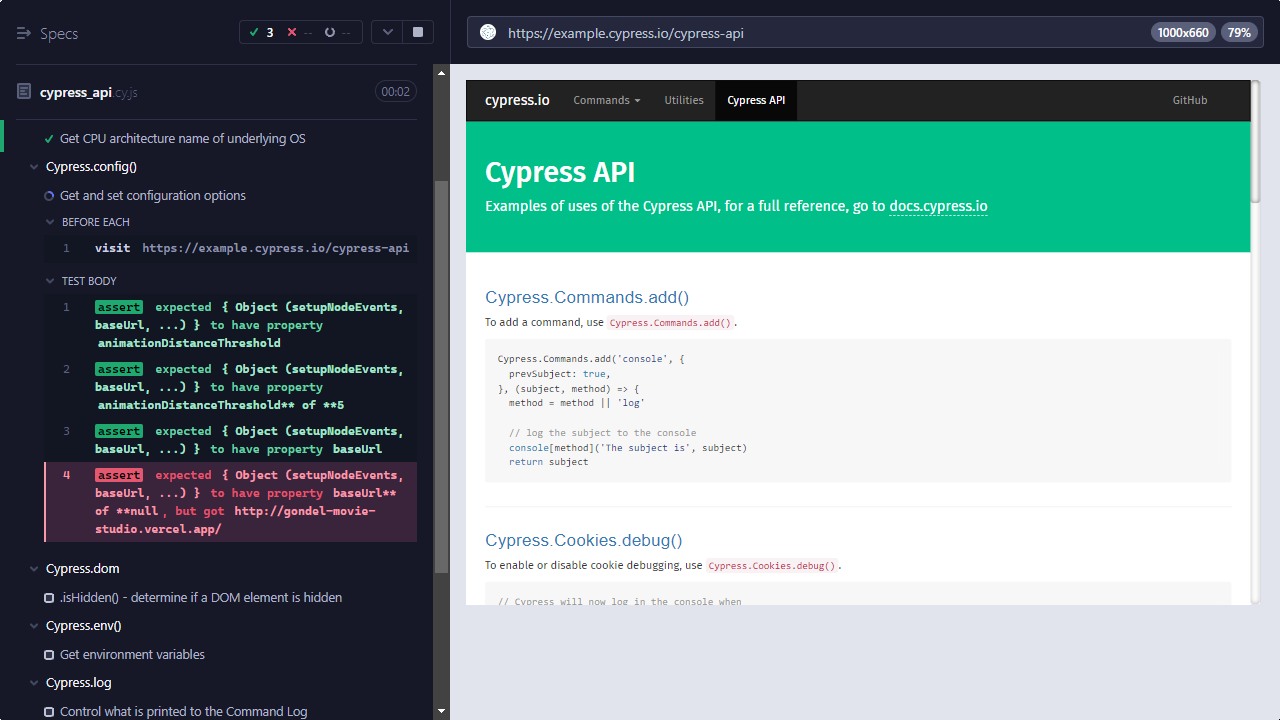 Specs
3
--
--
cypress_api.cy.js
00:02
Get CPU architecture name of underlying OS
Cypress.config()
Get and set configuration options
BEFORE EACH
1 visit https://example.cypress.io/cypress-api
TEST BODY
1 assert expected { Object (setupNodeEvents,
baseUrl, ...) } to have property
animationDistanceThreshold
2 assert expected { Object (setupNodeEvents,
baseUrl, ...) } to have property
animationDistanceThreshold** of **5
3 assert expected { Object (setupNodeEvents,
baseUrl, ...) } to have property baseUrl
4 assert expected { Object (setupNodeEvents,
baseUrl, ...) } to have property baseUrl**
of **null, but got http://gondel-movie-
studio.vercel.app/
Cypress.dom
.isHidden() - determine if a DOM element is hidden
Cypress.env()
Get environment variables
Cypress.log
Control what is printed to the Command Log
https://example.cypress.io/cypress-api
1000x660
79%
cypress.io
Commands
Utilities
Cypress API
GitHub
Cypress API
Examples of uses of the Cypress API, for a full reference, go to docs.cypress.io
Cypress.Commands.add()
To add a command, use Cypress.Commands.add().
Cypress.Commands.add('console', {
prevSubject: true,
}, (subject, method) => {
method = method || 'log'
// log the subject to the console
console[method]('The subject is', subject)
return subject
Cypress.Cookies.debug()
To enable or disable cookie debugging, use Cypress.Cookies.debug().
// Cypress will now log in the console when